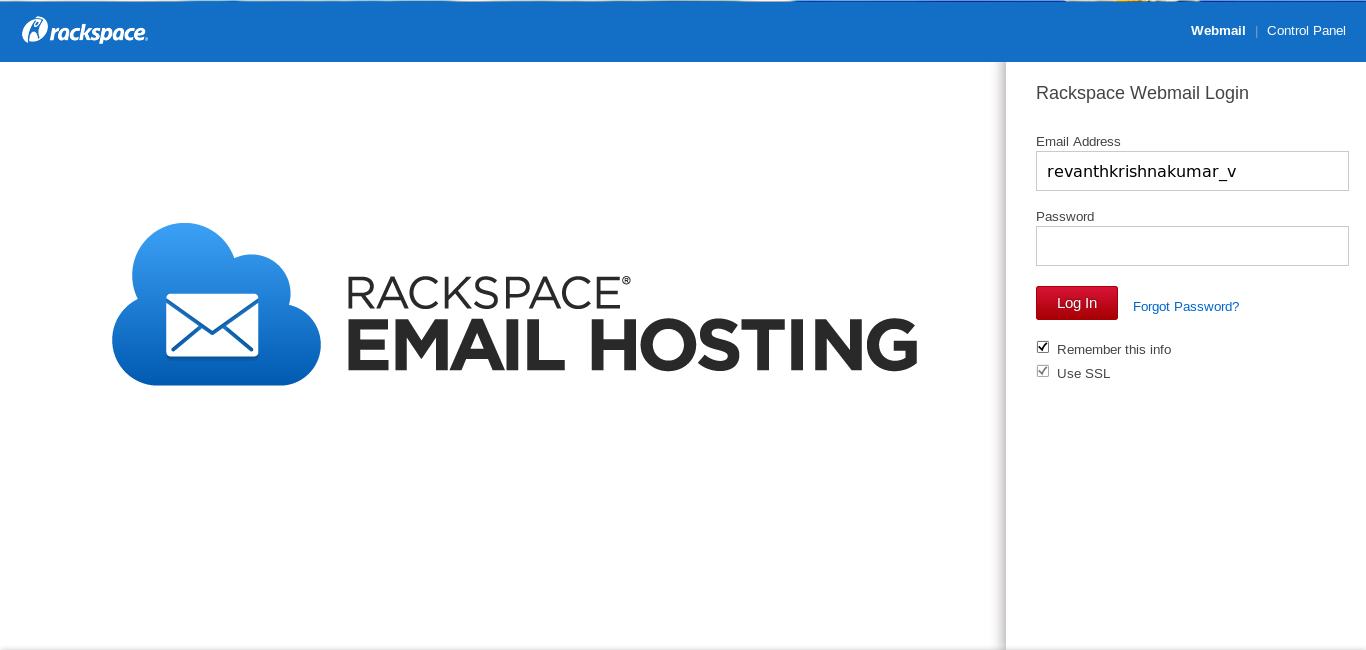 rackspace®
Webmail | Control Panel
Rackspace Webmail Login
Email Address
revanthkrishnakumar_v
Password
Log In Forgot Password?
Remember this info
Use SSL
RACKSPACE®
EMAIL HOSTING